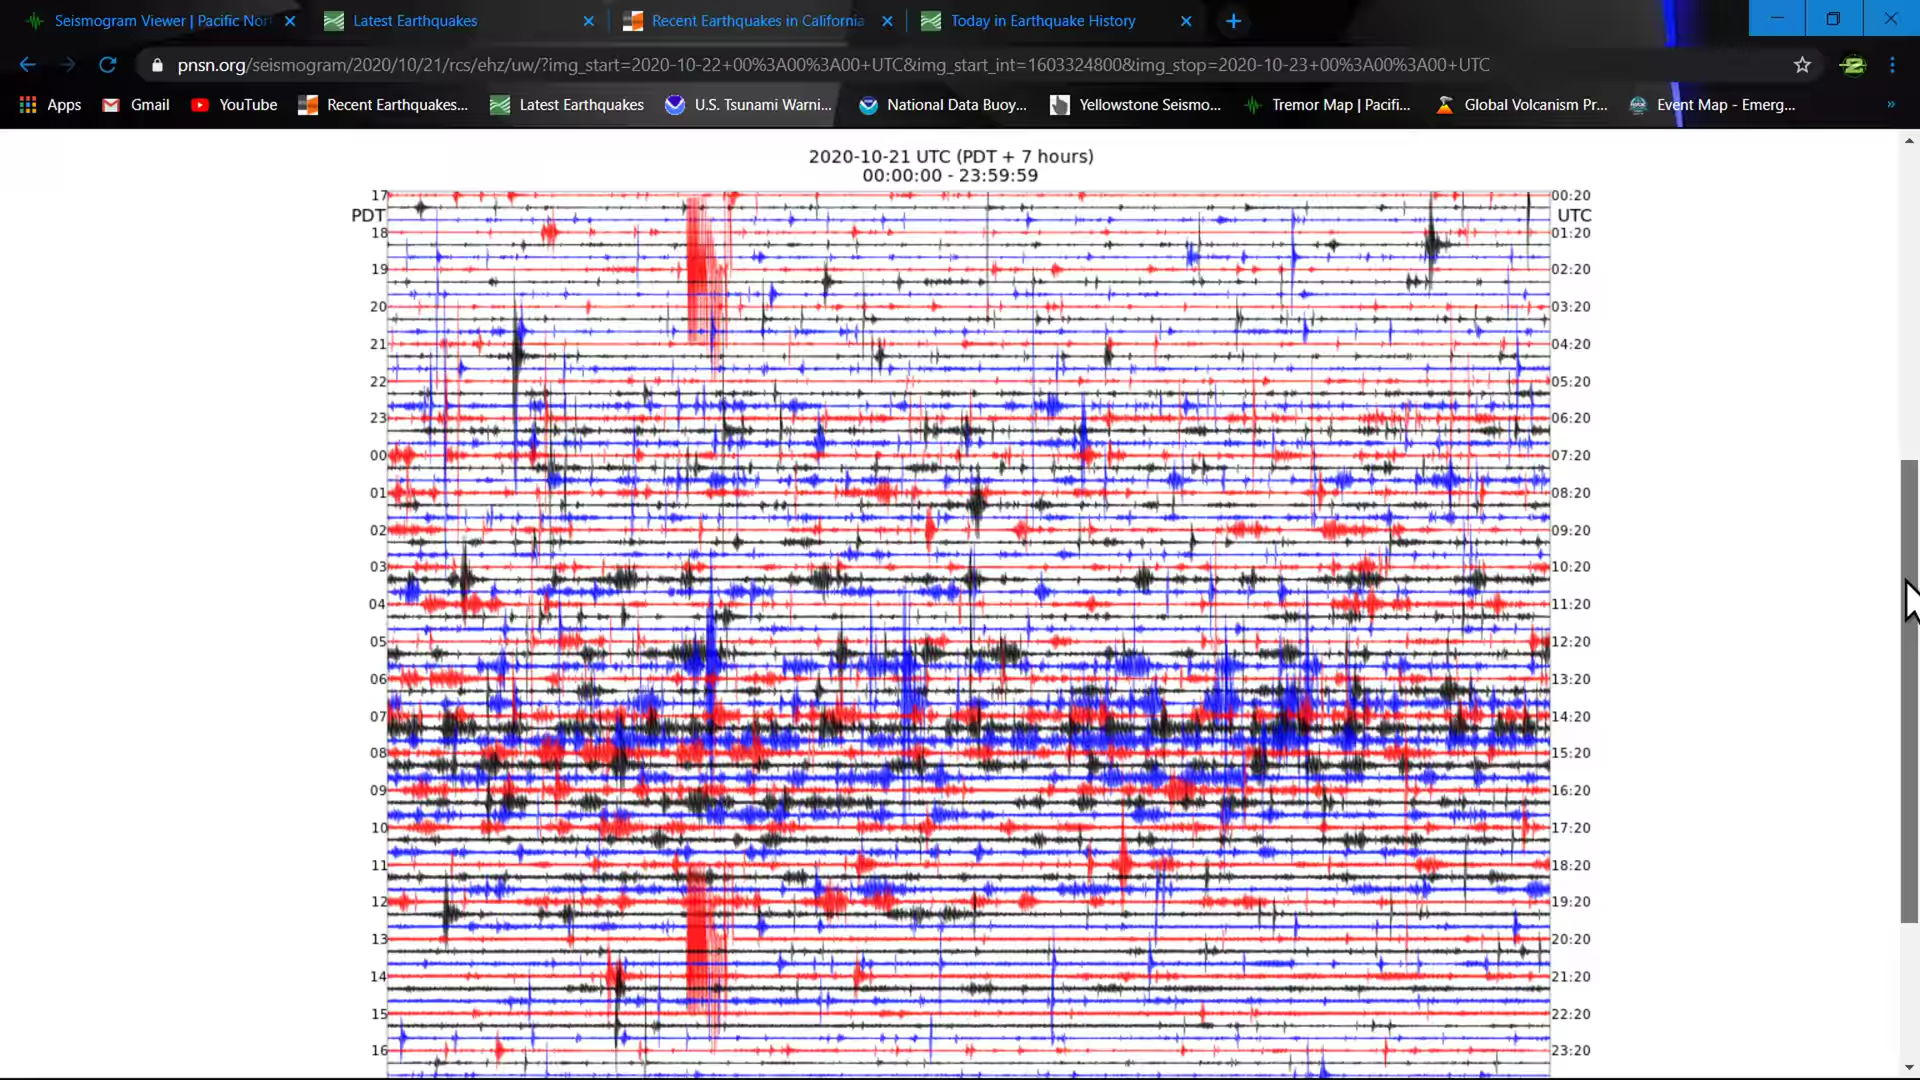 Seismogram Viewer | Pacific Nor
Latest Earthquakes
Recent Earthquakes in California
Today in Earthquake History
pnsn.org/seismogram/2020/10/21/rcs/ehz/uw/?img_start=2020-10-22+00%3A00%3A00+UTC&img_start_int=1603324800&img_stop=2020-10-23+00%3A00%3A00+UTC
Apps
Gmail
YouTube
Recent Earthquakes...
Latest Earthquakes
U.S. Tsunami Warni...
National Data Buoy...
Yellowstone Seismo...
Tremor Map | Pacifi...
Global Volcanism Pr...
Event Map - Emerg...
»
2020-10-21 UTC (PDT + 7 hours)
00:00:00 - 23:59:59
17 00:20
PDT UTC
18 01:20
19 02:20
20 03:20
21 04:20
22 05:20
23 06:20
00 07:20
01 08:20
02 09:20
03 10:20
04 11:20
05 12:20
06 13:20
07 14:20
08 15:20
09 16:20
10 17:20
11 18:20
12 19:20
13 20:20
14 21:20
15 22:20
16 23:20